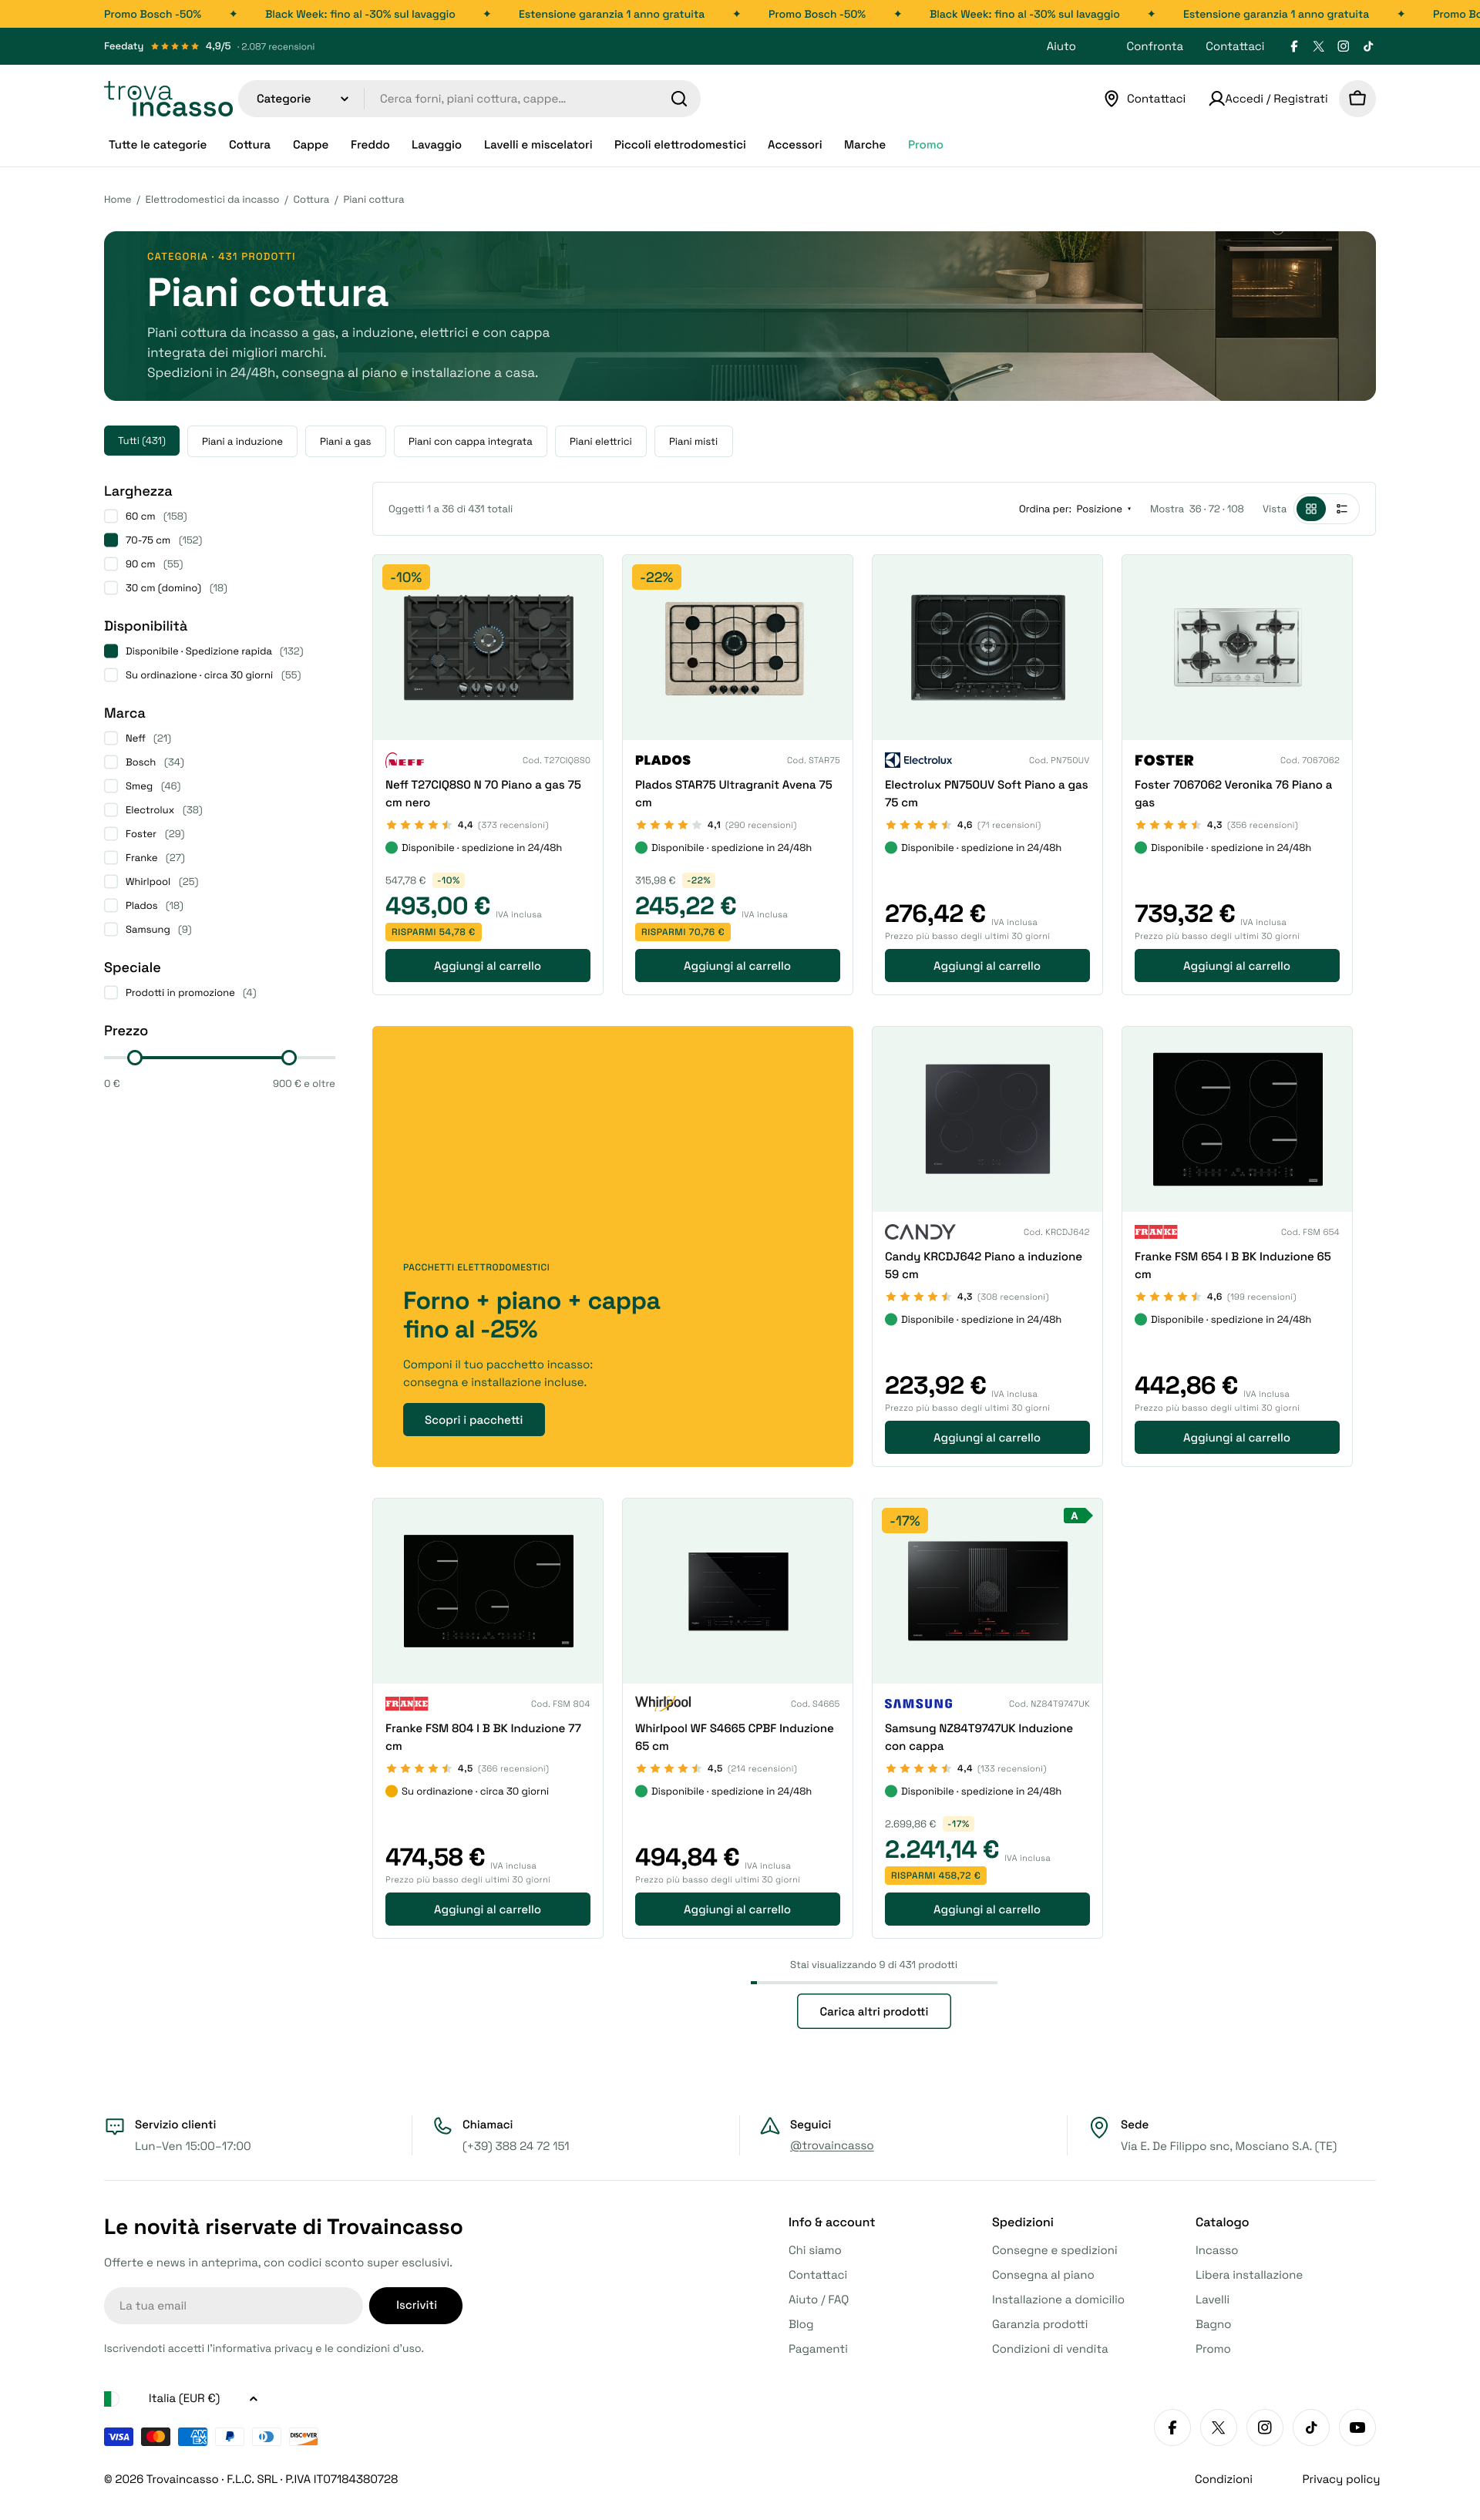 Promo Bosch -50% ✦ Black Week: fino al -30% sul lavaggio ✦ Estensione garanzia 1 anno gratuita ✦ Promo Bosch -50% ✦ Black Week: fino al -30% sul lavaggio ✦ Estensione garanzia 1 anno gratuita ✦ Promo Bo
Feedaty ★★★★★ 4,9/5 · 2.087 recensioni
Aiuto Confronta Contattaci
trova
incasso
Categorie
Cerca forni, piani cottura, cappe...
Contattaci
Accedi / Registrati
Tutte le categorie Cottura Cappe Freddo Lavaggio Lavelli e miscelatori Piccoli elettrodomestici Accessori Marche Promo
Home / Elettrodomestici da incasso / Cottura / Piani cottura
CATEGORIA · 431 PRODOTTI
Piani cottura
Piani cottura da incasso a gas, a induzione, elettrici e con cappa
integrata dei migliori marchi.
Spedizioni in 24/48h, consegna al piano e installazione a casa.
Tutti (431) Piani a induzione Piani a gas Piani con cappa integrata Piani elettrici Piani misti
Larghezza
60 cm (158)
70-75 cm (152)
90 cm (55)
30 cm (domino) (18)
Disponibilità
Disponibile · Spedizione rapida (132)
Su ordinazione · circa 30 giorni (55)
Marca
Neff (21)
Bosch (34)
Smeg (46)
Electrolux (38)
Foster (29)
Franke (27)
Whirlpool (25)
Plados (18)
Samsung (9)
Speciale
Prodotti in promozione (4)
Prezzo
0 € 900 € e oltre
Oggetti 1 a 36 di 431 totali
Ordina per: Posizione
Mostra 36 · 72 · 108
Vista
-10%
NEFF
Cod. T27CIQ8S0
Neff T27CIQ8S0 N 70 Piano a gas 75
cm nero
4,4 (373 recensioni)
Disponibile · spedizione in 24/48h
547,78 € -10%
493,00 € IVA inclusa
RISPARMI 54,78 €
Aggiungi al carrello
-22%
PLADOS
Cod. STAR75
Plados STAR75 Ultragranit Avena 75
cm
4,1 (290 recensioni)
Disponibile · spedizione in 24/48h
315,98 € -22%
245,22 € IVA inclusa
RISPARMI 70,76 €
Aggiungi al carrello
Electrolux
Cod. PN750UV
Electrolux PN750UV Soft Piano a gas
75 cm
4,6 (71 recensioni)
Disponibile · spedizione in 24/48h
276,42 € IVA inclusa
Prezzo più basso degli ultimi 30 giorni
Aggiungi al carrello
FOSTER
Cod. 7067062
Foster 7067062 Veronika 76 Piano a
gas
4,3 (356 recensioni)
Disponibile · spedizione in 24/48h
739,32 € IVA inclusa
Prezzo più basso degli ultimi 30 giorni
Aggiungi al carrello
PACCHETTI ELETTRODOMESTICI
Forno + piano + cappa
fino al -25%
Componi il tuo pacchetto incasso:
consegna e installazione incluse.
Scopri i pacchetti
CANDY
Cod. KRCDJ642
Candy KRCDJ642 Piano a induzione
59 cm
4,3 (308 recensioni)
Disponibile · spedizione in 24/48h
223,92 € IVA inclusa
Prezzo più basso degli ultimi 30 giorni
Aggiungi al carrello
FRANKE
Cod. FSM 654
Franke FSM 654 I B BK Induzione 65
cm
4,6 (199 recensioni)
Disponibile · spedizione in 24/48h
442,86 € IVA inclusa
Prezzo più basso degli ultimi 30 giorni
Aggiungi al carrello
FRANKE
Cod. FSM 804
Franke FSM 804 I B BK Induzione 77
cm
4,5 (366 recensioni)
Su ordinazione · circa 30 giorni
474,58 € IVA inclusa
Prezzo più basso degli ultimi 30 giorni
Aggiungi al carrello
Whirlpool
Cod. S4665
Whirlpool WF S4665 CPBF Induzione
65 cm
4,5 (214 recensioni)
Disponibile · spedizione in 24/48h
494,84 € IVA inclusa
Prezzo più basso degli ultimi 30 giorni
Aggiungi al carrello
-17%
A
SAMSUNG
Cod. NZ84T9747UK
Samsung NZ84T9747UK Induzione
con cappa
4,4 (133 recensioni)
Disponibile · spedizione in 24/48h
2.699,86 € -17%
2.241,14 € IVA inclusa
RISPARMI 458,72 €
Aggiungi al carrello
Stai visualizzando 9 di 431 prodotti
Carica altri prodotti
Servizio clienti
Lun–Ven 15:00–17:00
Chiamaci
(+39) 388 24 72 151
Seguici
@trovaincasso
Sede
Via E. De Filippo snc, Mosciano S.A. (TE)
Le novità riservate di Trovaincasso
Offerte e news in anteprima, con codici sconto super esclusivi.
La tua email
Iscriviti
Iscrivendoti accetti l'informativa privacy e le condizioni d'uso.
Info & account
Chi siamo
Contattaci
Aiuto / FAQ
Blog
Pagamenti
Spedizioni
Consegne e spedizioni
Consegna al piano
Installazione a domicilio
Garanzia prodotti
Condizioni di vendita
Catalogo
Incasso
Libera installazione
Lavelli
Bagno
Promo
Italia (EUR €)
VISA
AMEX
DISCOVER
© 2026 Trovaincasso · F.L.C. SRL · P.IVA IT07184380728
Condizioni Privacy policy